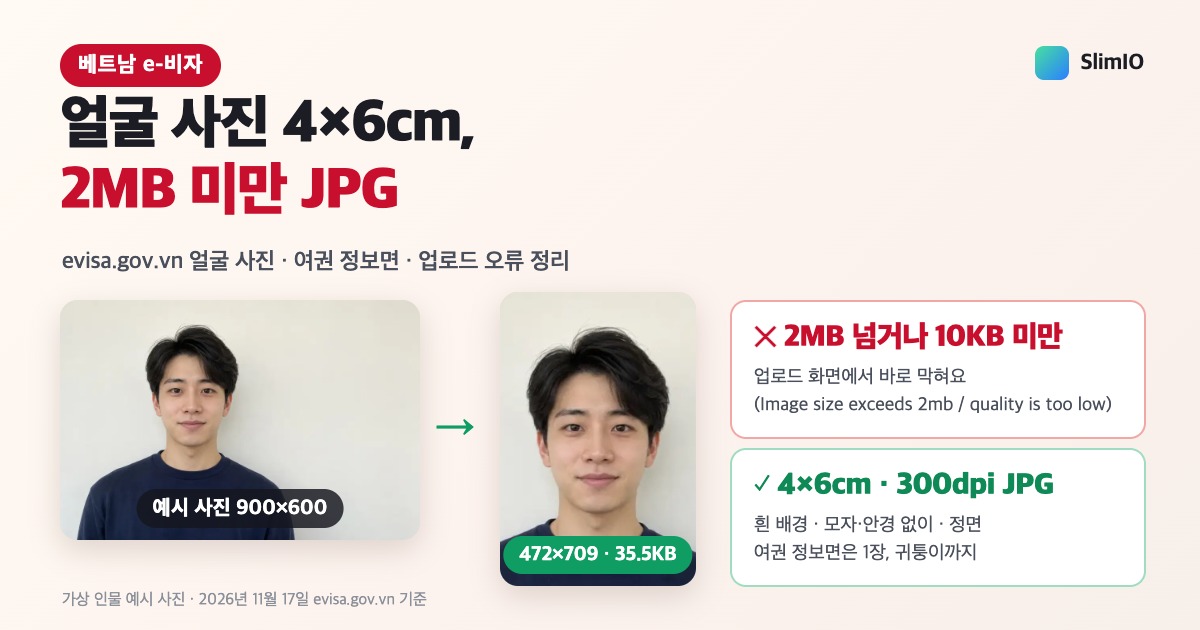 베트남 e-비자
SlimIO
얼굴 사진 4×6cm,
2MB 미만 JPG
evisa.gov.vn 얼굴 사진 · 여권 정보면 · 업로드 오류 정리
예시 사진 900×600
→
472×709 · 35.5KB
✕ 2MB 넘거나 10KB 미만
업로드 화면에서 바로 막혀요
(Image size exceeds 2mb / quality is too low)
✓ 4×6cm · 300dpi JPG
흰 배경 · 모자·안경 없이 · 정면
여권 정보면은 1장, 귀퉁이까지
가상 인물 예시 사진 · 2026년 11월 17일 evisa.gov.vn 기준